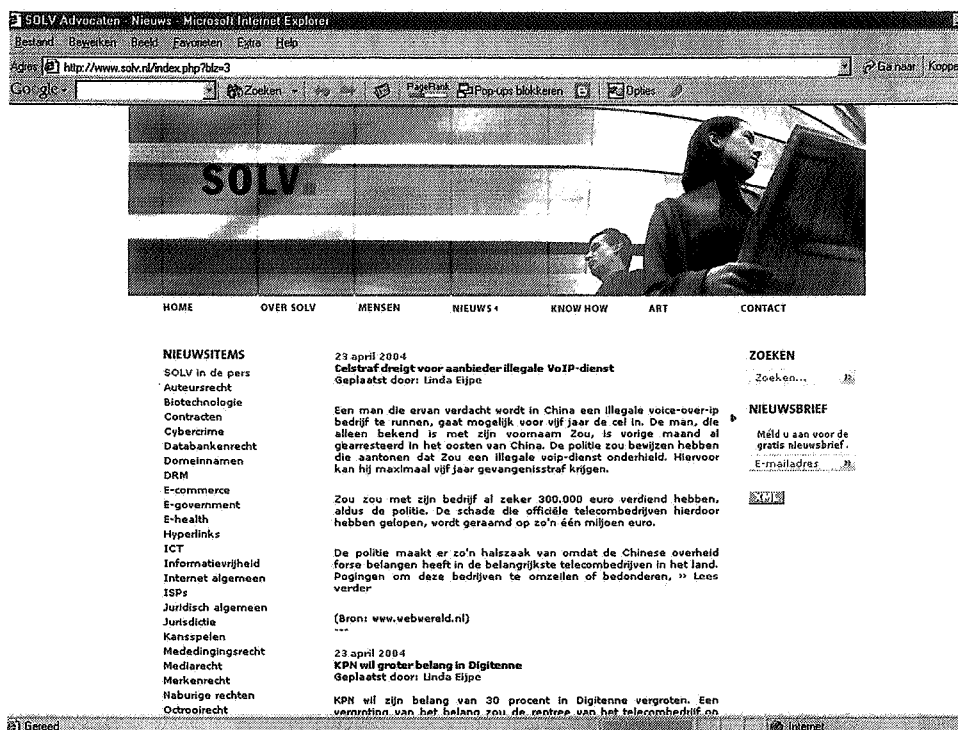 SOLV Advocaten - Nieuws - Microsoft Internet Explorer
Bestand Bewerken Beeld Favorieten Extra Help
Adres http://www.solv.nl/index.php?blz=3 Ga naar Koppe
Google Zoeken PageRank Pop-ups blokkeren Opties
SOLV
HOME OVER SOLV MENSEN NIEUWS KNOW HOW ART CONTACT
NIEUWSITEMS
SOLV in de pers
Auteursrecht
Biotechnologie
Contracten
Cybercrime
Databankenrecht
Domeinnamen
DRM
E-commerce
E-government
E-health
Hyperlinks
ICT
Informatievrijheid
Internet algemeen
ISPs
Juridisch algemeen
Jurisdictie
Kansspelen
Mededingingsrecht
Mediarecht
Merkenrecht
Naburige rechten
Octrooirecht
23 april 2004
Celstraf dreigt voor aanbieder illegale VoIP-dienst
Geplaatst door: Linda Eijpe
Een man die ervan verdacht wordt in China een illegale voice-over-ip
bedrijf te runnen, gaat mogelijk voor vijf jaar de cel in. De man, die
alleen bekend is met zijn voornaam Zou, is vorige maand al
gearresteerd in het oosten van China. De politie zou bewijzen hebben
die aantonen dat Zou een illegale voip-dienst onderhield. Hiervoor
kan hij maximaal vijf jaar gevangenisstraf krijgen.
Zou zou met zijn bedrijf al zeker 300.000 euro verdiend hebben,
aldus de politie. De schade die officiële telecombedrijven hierdoor
hebben gelopen, wordt geraamd op zo'n één miljoen euro.
De politie maakt er zo'n halszaak van omdat de Chinese overheid
forse belangen heeft in de belangrijkste telecombedrijven in het land.
Pogingen om deze bedrijven te omzeilen of bedonderen, » Lees
verder
(Bron: www.webwereld.nl)
---
23 april 2004
KPN wil groter belang in Digitenne
Geplaatst door: Linda Eijpe
KPN wil zijn belang van 30 procent in Digitenne vergroten. Een
vergroting van het belang zou de rentree van het telecombedrijf op
ZOEKEN
Zoeken... »
NIEUWSBRIEF
Meld u aan voor de
gratis nieuwsbrief.
E-mailadres »
XML
Gereed Internet